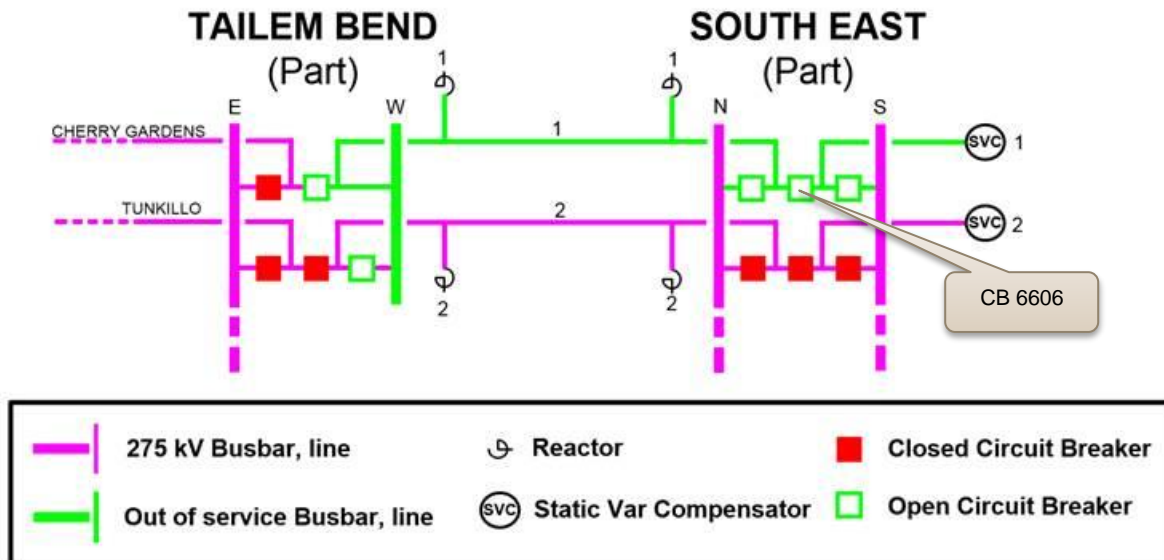 TAILEM BEND
(Part)
SOUTH EAST
(Part)
1
1
E
W
N
S
CHERRY GARDENS
1
SVC
1
TUNKILLO
2
SVC
2
2
2
CB 6606
275 kV Busbar, line
Reactor
Closed Circuit Breaker
Out of service Busbar, line
SVC
Static Var Compensator
Open Circuit Breaker